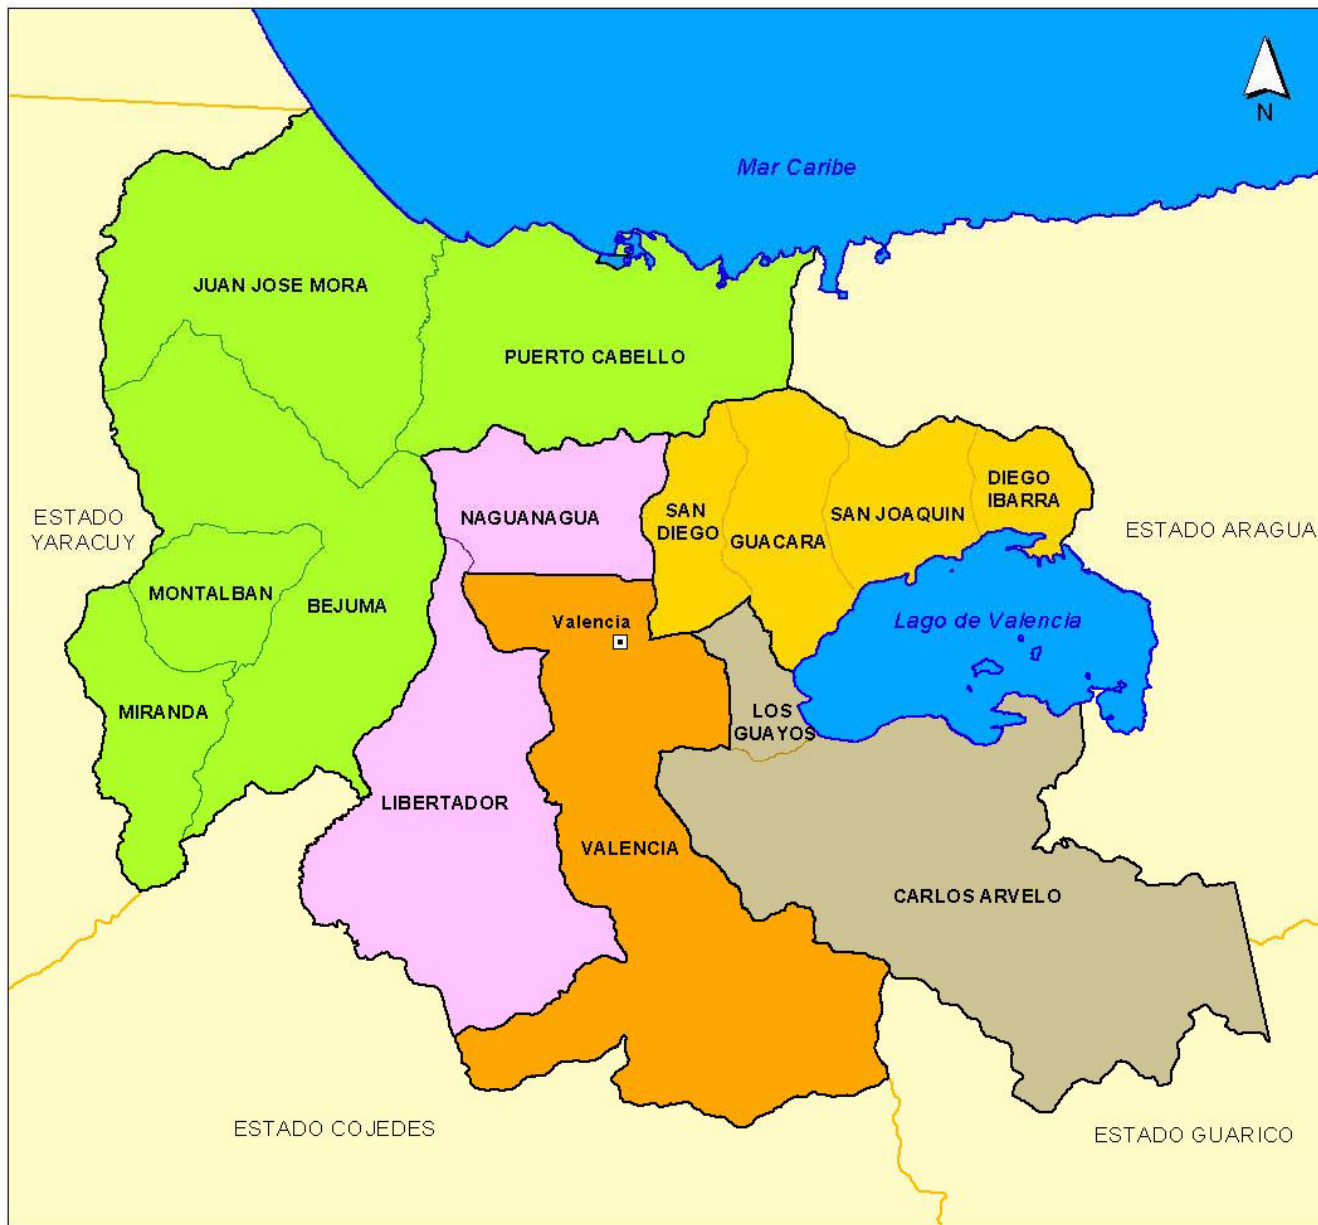 N
Mar Caribe
JUAN JOSE MORA
PUERTO CABELLO
ESTADO
YARACUY
NAGUANAGUA
SAN
DIEGO
GUACARA
SAN JOAQUIN
DIEGO
IBARRA
ESTADO ARAGUA
MONTALBAN
BEJUMA
Valencia
Lago de Valencia
MIRANDA
LOS
GUAYOS
LIBERTADOR
VALENCIA
CARLOS ARVELO
ESTADO COJEDES
ESTADO GUARICO